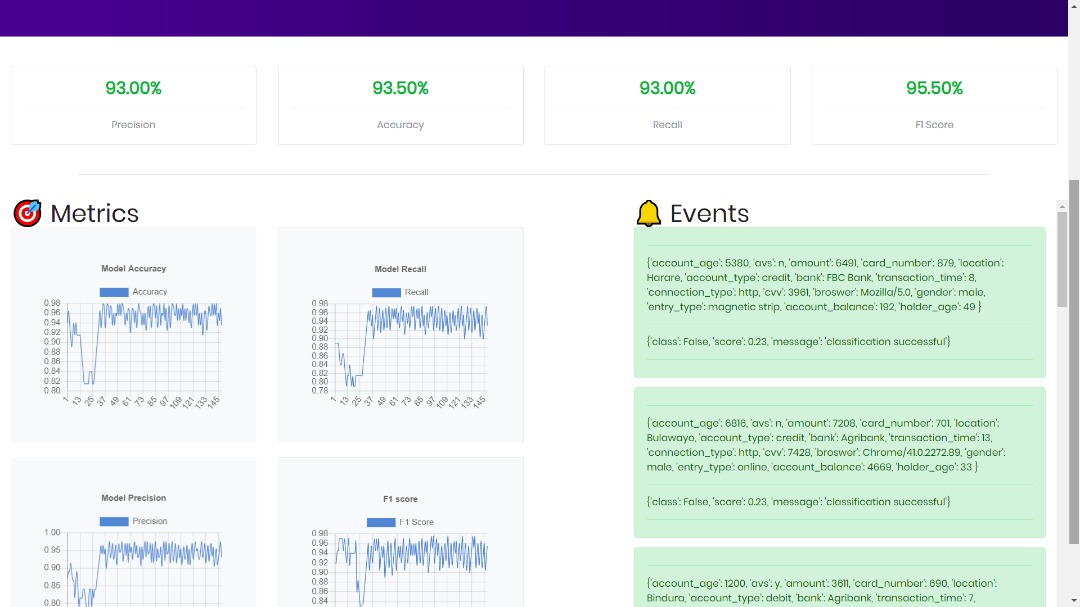 93.00%
93.50%
93.00%
95.50%
Precision
Accuracy
Recall
F1 Score
Metrics
Model Accuracy
Accuracy
0.98
0.96
0.94
0.92
0.90
0.88
0.86
0.84
0.82
0.80
1 13 25 37 49 61 73 85 97 109 121 133 145
Model Recall
Recall
0.98
0.96
0.94
0.92
0.90
0.88
0.86
0.84
0.82
0.80
0.78
1 13 25 37 49 61 73 85 97 109 121 133 145
Model Precision
Precision
1.00
0.95
0.90
0.85
0.80
F1 score
F1 Score
0.98
0.96
0.94
0.92
0.90
0.88
0.86
0.84
Events
{'account_age': 5380, 'avs': n, 'amount': 6491, 'card_number': 879, 'location':
Harare, 'account_type': credit, 'bank': FBC Bank, 'transaction_time': 8,
'connection_type': http, 'cvv': 3961, 'broswer': Mozilla/5.0, 'gender': male,
'entry_type': magnetic strip, 'account_balance': 192, 'holder_age': 49 }
{'class': False, 'score': 0.23, 'message': 'classification successful'}
{'account_age': 6816, 'avs': n, 'amount': 7208, 'card_number': 701, 'location':
Bulawayo, 'account_type': credit, 'bank': Agribank, 'transaction_time': 13,
'connection_type': http, 'cvv': 7428, 'broswer': Chrome/41.0.2272.89, 'gender':
male, 'entry_type': online, 'account_balance': 4669, 'holder_age': 33 }
{'class': False, 'score': 0.23, 'message': 'classification successful'}
{'account_age': 1200, 'avs': y, 'amount': 3611, 'card_number': 690, 'location':
Bindura, 'account_type': debit, 'bank': Agribank, 'transaction_time': 7,